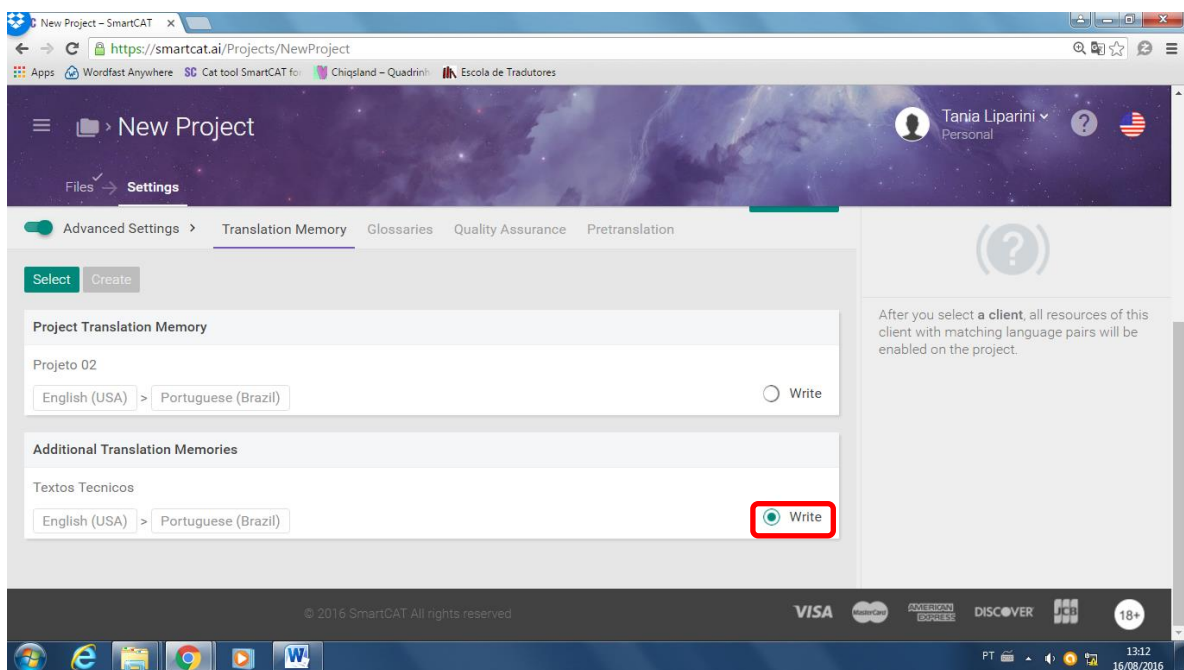 New Project – SmartCAT
https://smartcat.ai/Projects/NewProject
Apps Wordfast Anywhere SC Cat tool SmartCAT fo Chiqsland – Quadrinh Escola de Tradutores
New Project
Tania Liparini
Personal
Files Settings
Advanced Settings > Translation Memory Glossaries Quality Assurance Pretranslation
Select Create
Project Translation Memory
Projeto 02
English (USA) > Portuguese (Brazil) Write
Additional Translation Memories
Textos Tecnicos
English (USA) > Portuguese (Brazil) Write
After you select a client, all resources of this
client with matching language pairs will be
enabled on the project.
© 2016 SmartCAT All rights reserved
VISA MasterCard AMERICAN EXPRESS DISCOVER JCB 18+
PT 13:12
16/08/2016